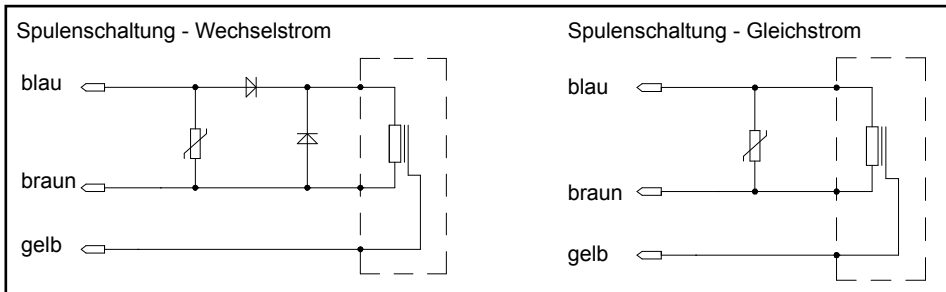 Spulenschaltung - Wechselstrom
blau
braun
gelb
Spulenschaltung - Gleichstrom
blau
braun
gelb